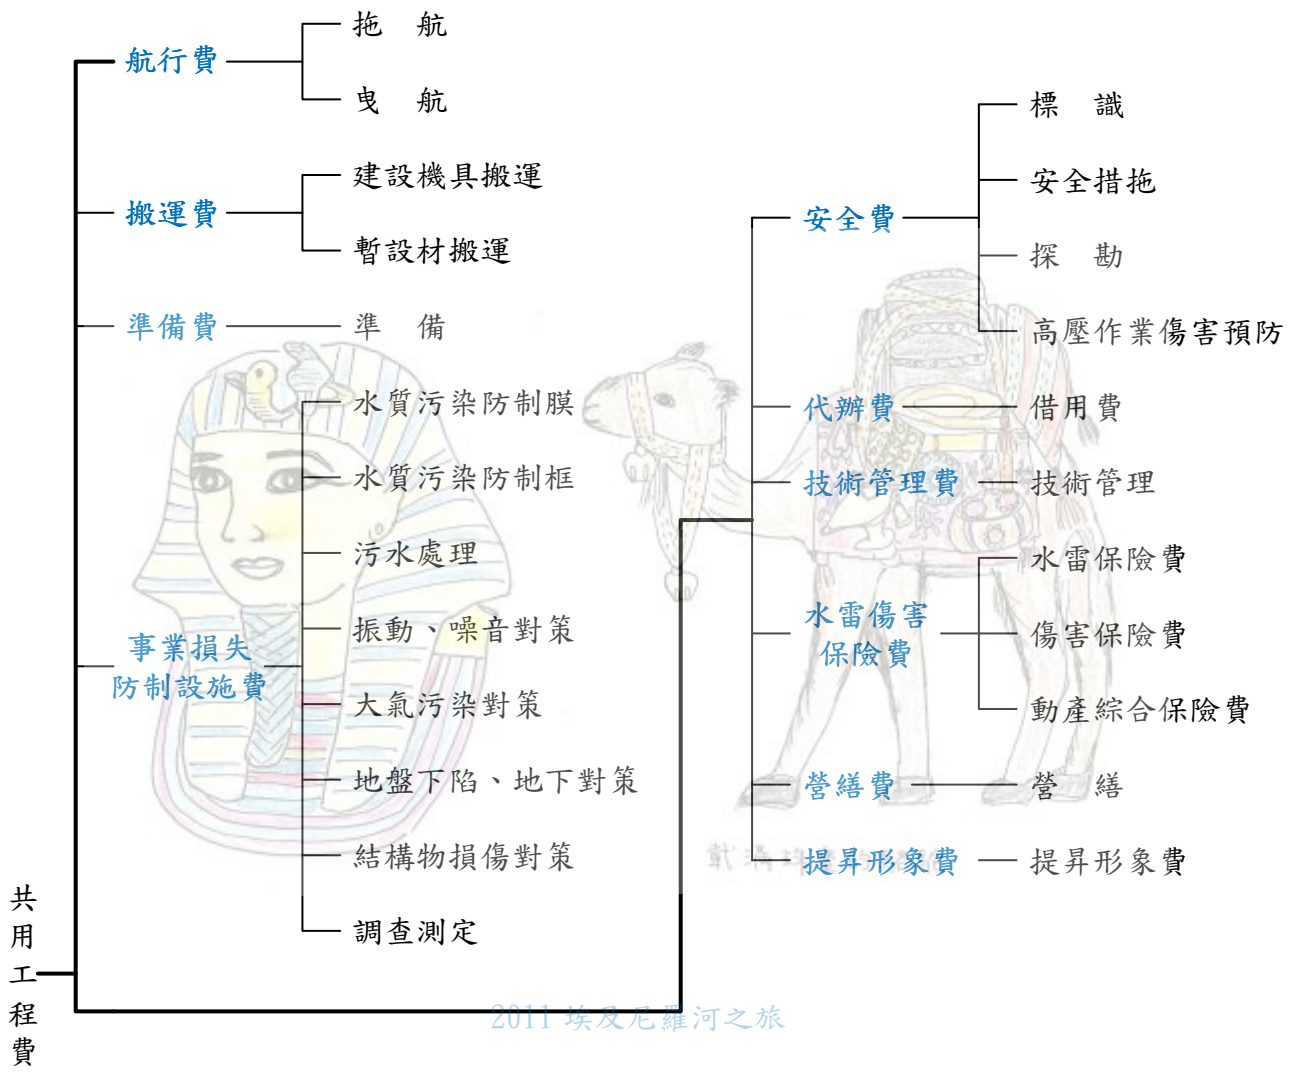 拖　航
航行費
曳　航
建設機具搬運
搬運費
暫設材搬運
準備費
準　備
水質污染防制膜
水質污染防制框
污水處理
振動、噪音對策
事業損失
防制設施費
大氣污染對策
地盤下陷、地下對策
結構物損傷對策
調查測定
共用工程費
標　識
安全措拖
安全費
探　勘
高壓作業傷害預防
代辦費
借用費
技術管理費
技術管理
水雷保險費
水雷傷害
保險費
傷害保險費
動產綜合保險費
營繕費
營　繕
提昇形象費
提昇形象費
2011 埃及尼羅河之旅